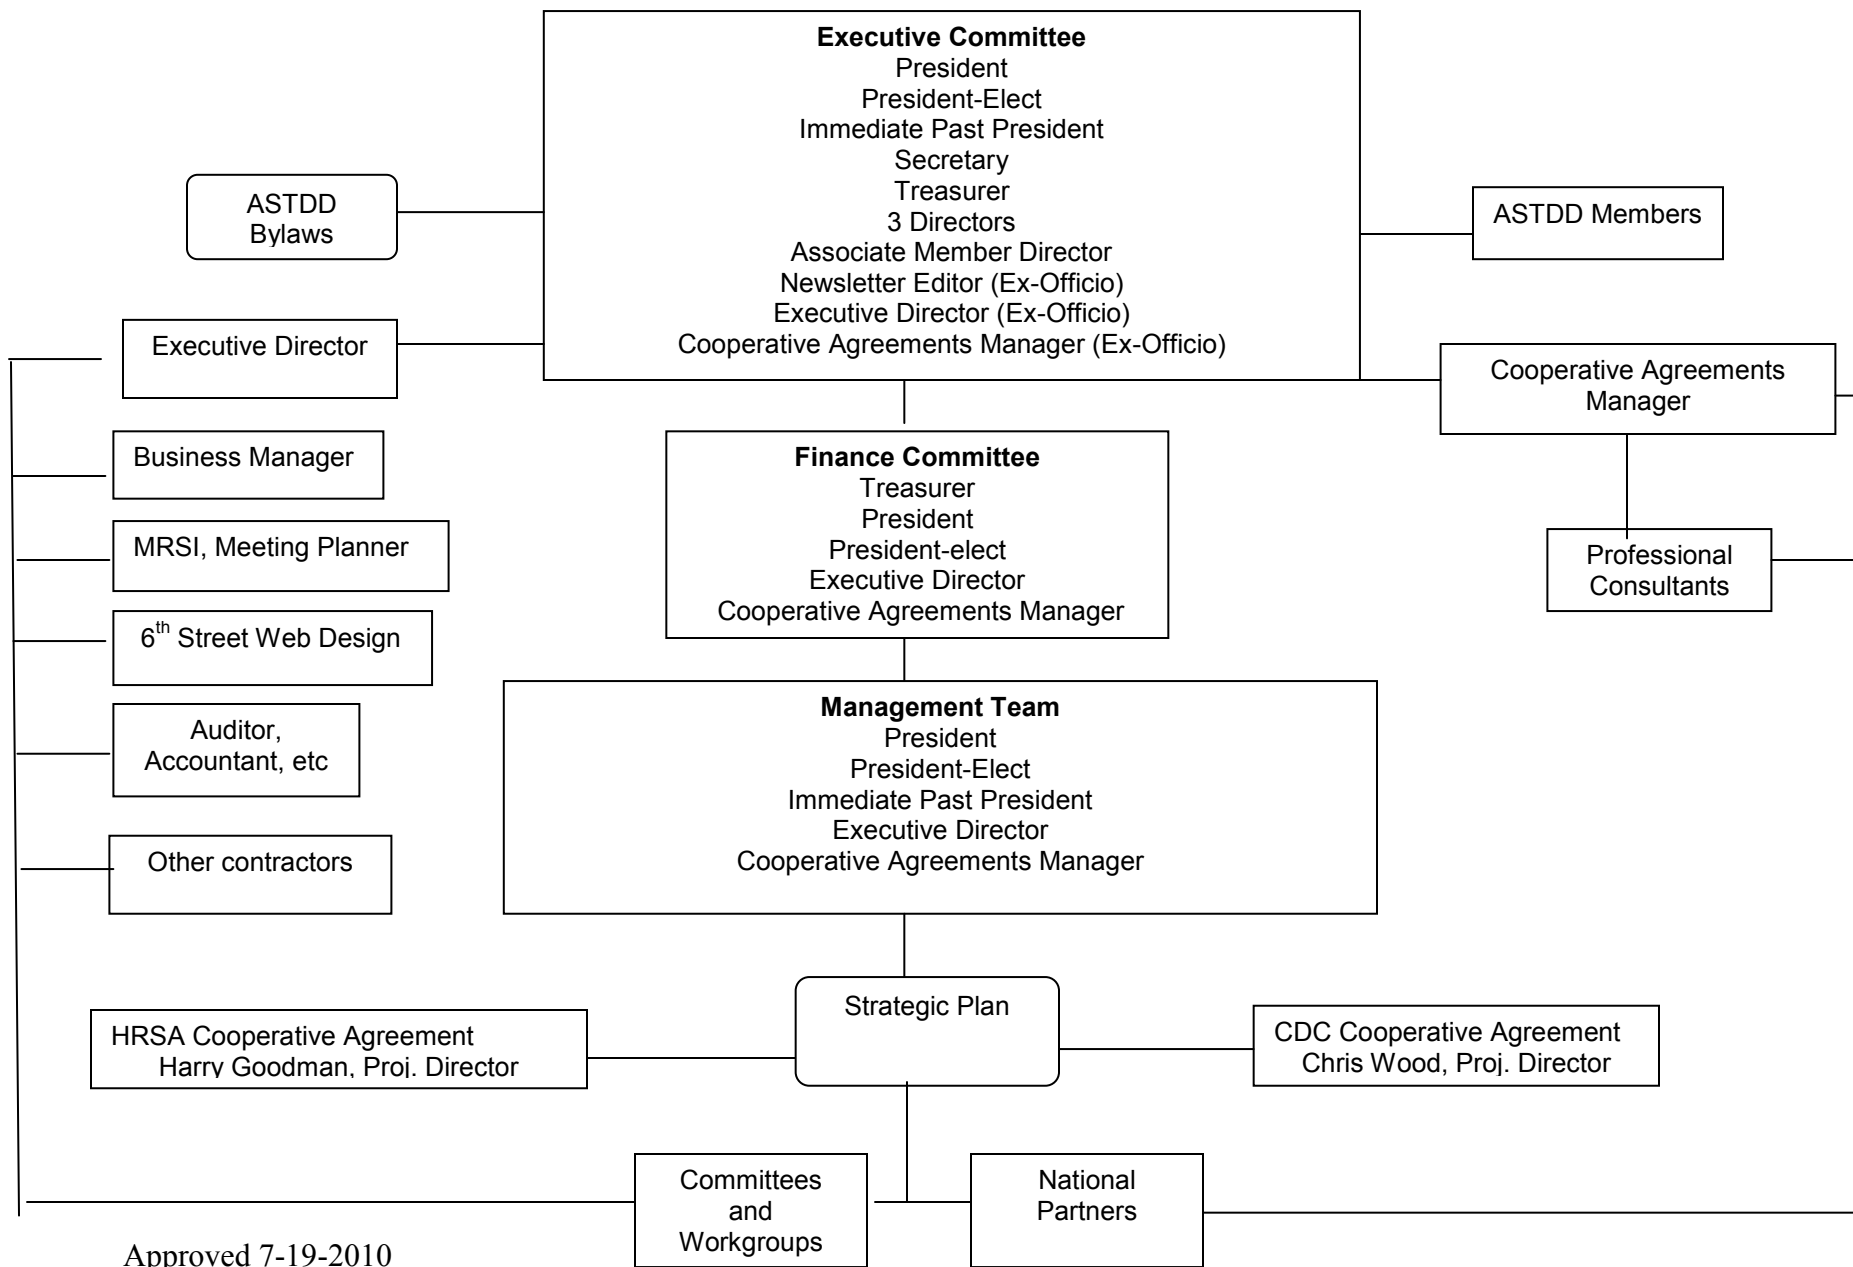 Executive Committee
President
President-Elect
Immediate Past President
Secretary
Treasurer
3 Directors
Associate Member Director
Newsletter Editor (Ex-Officio)
Executive Director (Ex-Officio)
Cooperative Agreements Manager (Ex-Officio)
ASTDD
Bylaws
ASTDD Members
Executive Director
Cooperative Agreements
Manager
Business Manager
MRSI, Meeting Planner
6th Street Web Design
Auditor,
Accountant, etc
Other contractors
Finance Committee
Treasurer
President
President-elect
Executive Director
Cooperative Agreements Manager
Professional
Consultants
Management Team
President
President-Elect
Immediate Past President
Executive Director
Cooperative Agreements Manager
Strategic Plan
HRSA Cooperative Agreement
Harry Goodman, Proj. Director
CDC Cooperative Agreement
Chris Wood, Proj. Director
Committees
and
Workgroups
National
Partners
Approved 7-19-2010